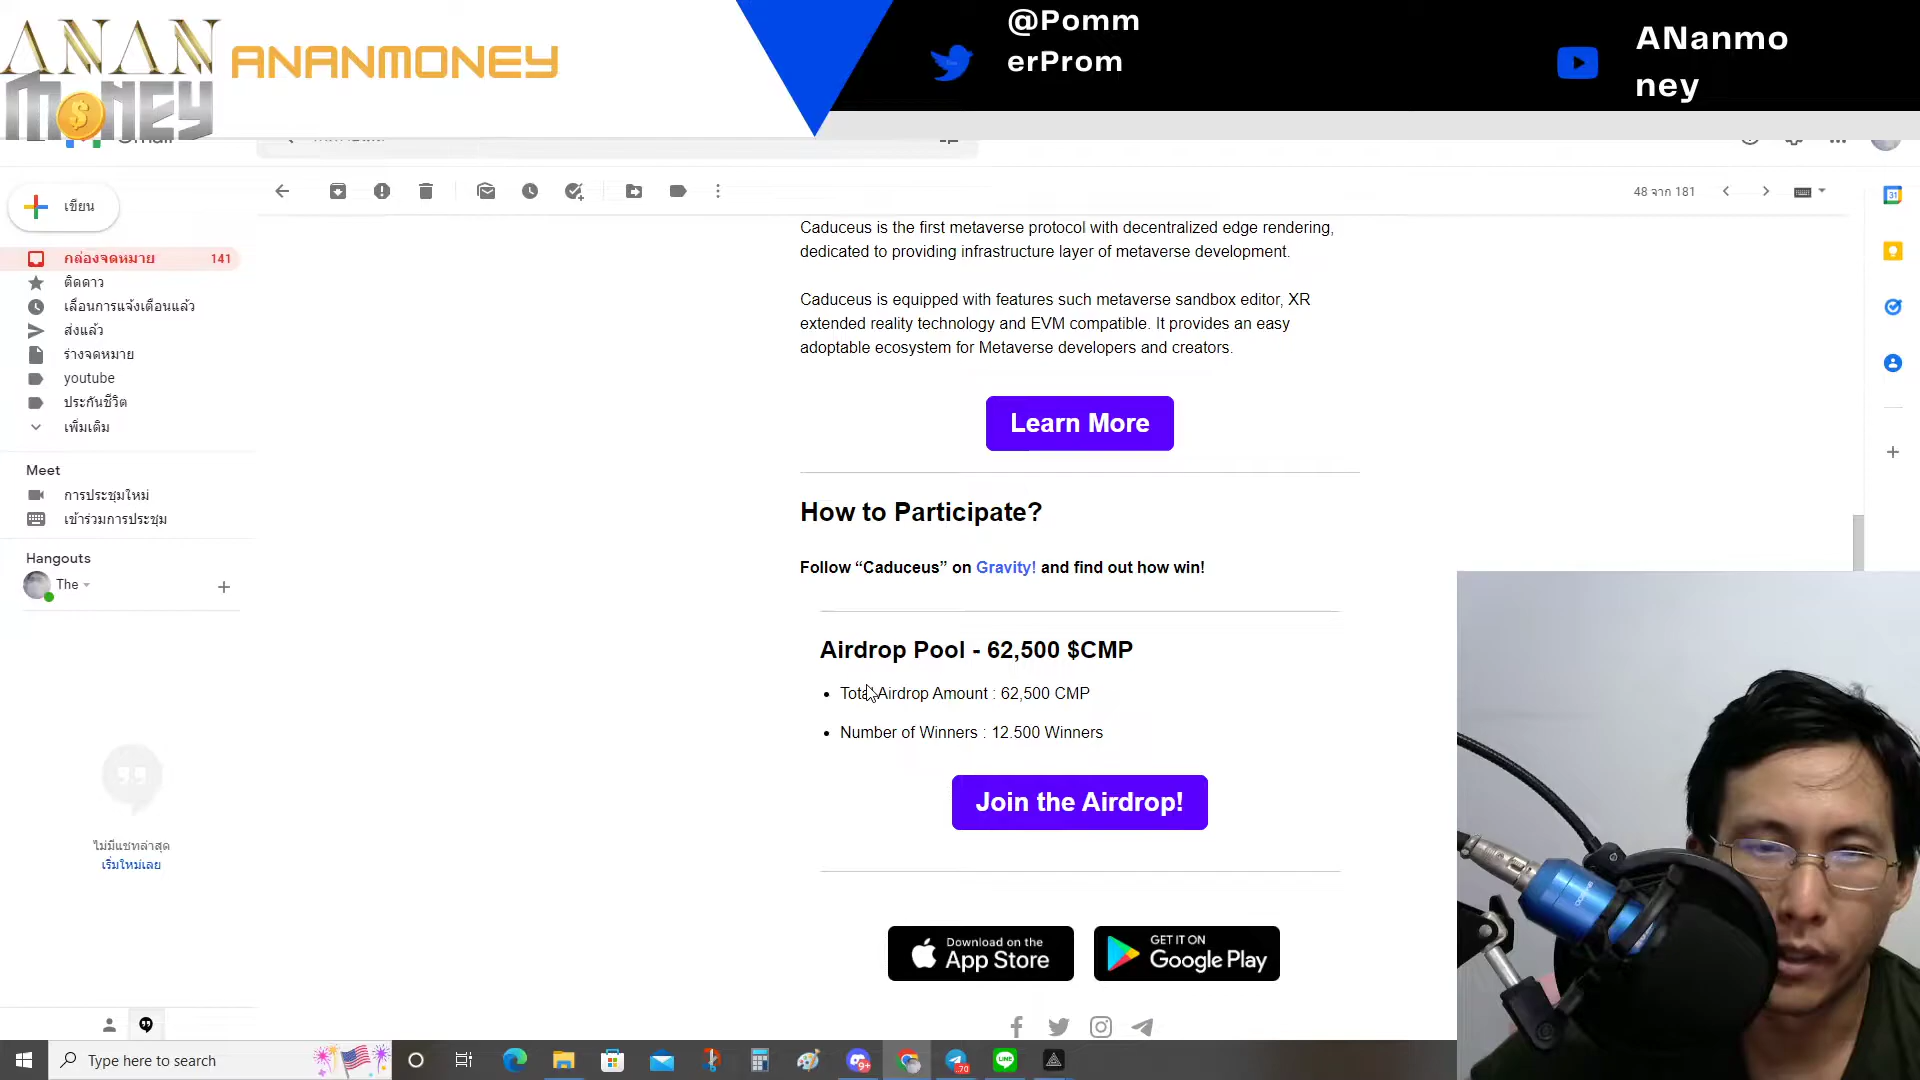 ANAN
MONEY
ANANMONEY
@Pomm
erProm
ANanmo
ney
เขียน
48 จาก 181
กล่องจดหมาย 141
ติดดาว
เลื่อนการแจ้งเตือนแล้ว
ส่งแล้ว
ร่างจดหมาย
youtube
ประกันชีวิต
เพิ่มเติม
Meet
การประชุมใหม่
เข้าร่วมการประชุม
Hangouts
The
ไม่มีแชทล่าสุด
เริ่มใหม่เลย
Caduceus is the first metaverse protocol with decentralized edge rendering,
dedicated to providing infrastructure layer of metaverse development.
Caduceus is equipped with features such metaverse sandbox editor, XR
extended reality technology and EVM compatible. It provides an easy
adoptable ecosystem for Metaverse developers and creators.
Learn More
How to Participate?
Follow “Caduceus” on Gravity! and find out how win!
Airdrop Pool - 62,500 $CMP
Total Airdrop Amount : 62,500 CMP
Number of Winners : 12.500 Winners
Join the Airdrop!
Download on the
App Store
GET IT ON
Google Play
31
Type here to search
9+
70
LINE